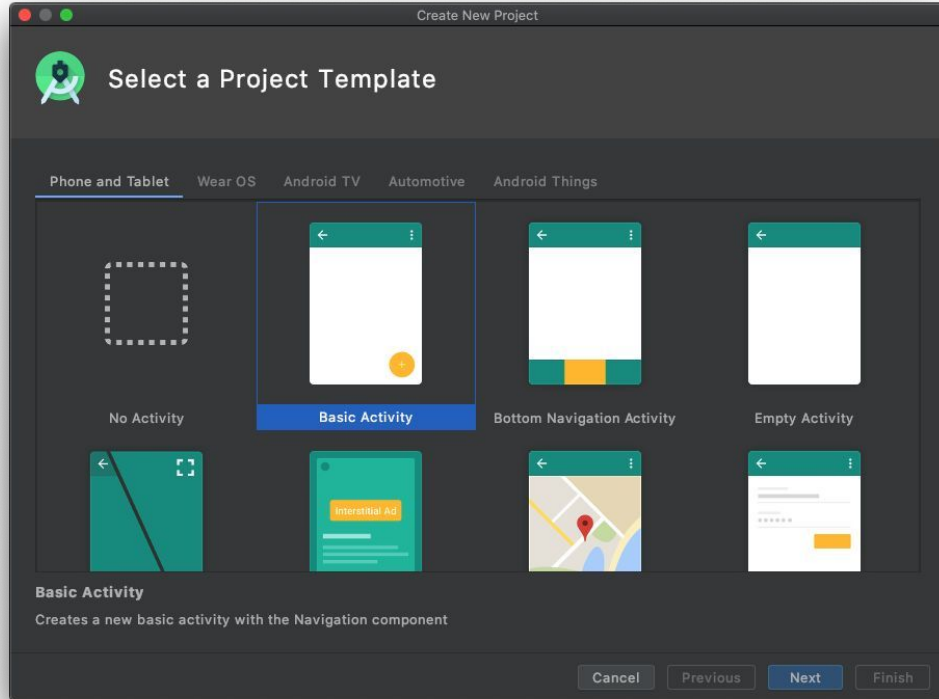 Create New Project
Select a Project Template
Phone and Tablet Wear OS Android TV Automotive Android Things
No Activity Basic Activity Bottom Navigation Activity Empty Activity
Interstitial Ad
Basic Activity
Creates a new basic activity with the Navigation component
Cancel Previous Next Finish